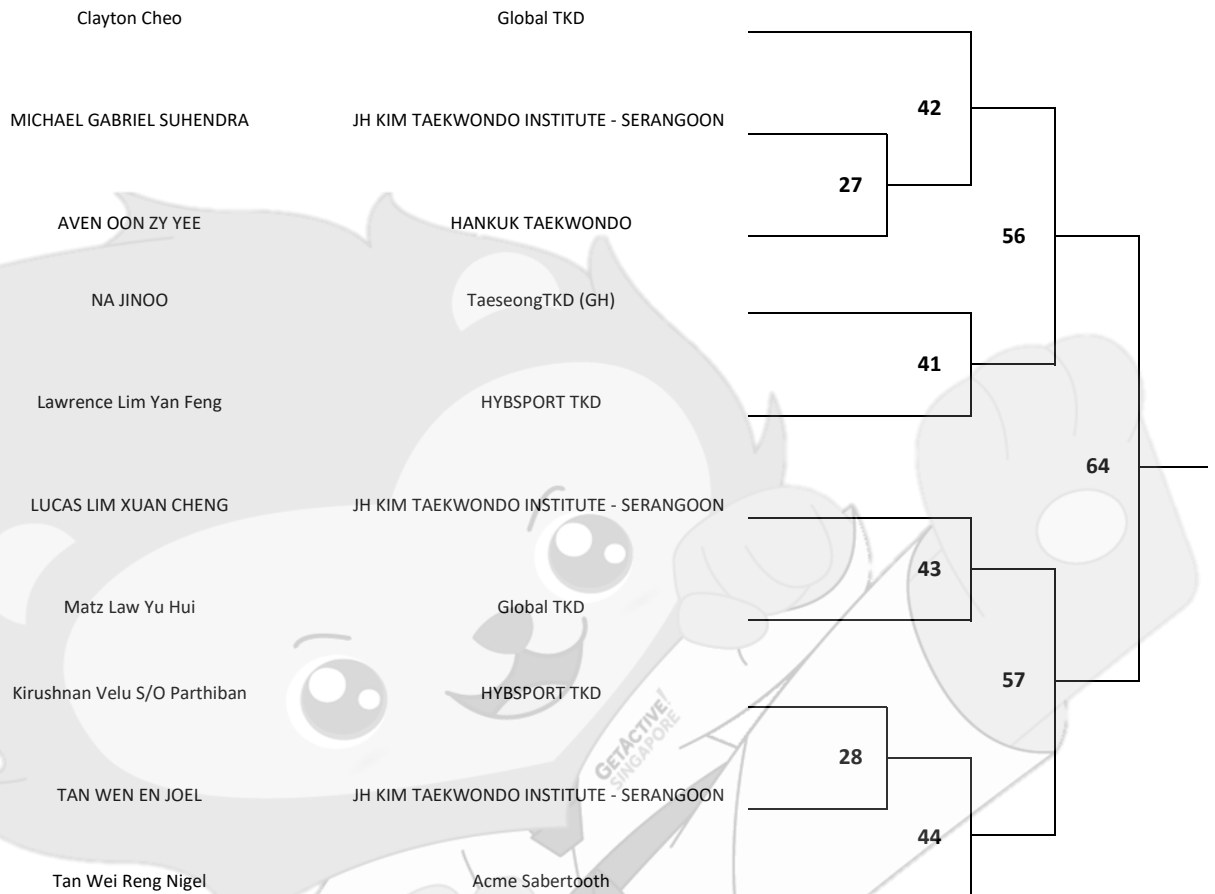 Clayton Cheo Global TKD
42
MICHAEL GABRIEL SUHENDRA JH KIM TAEKWONDO INSTITUTE - SERANGOON
27
AVEN OON ZY YEE HANKUK TAEKWONDO
56
NA JINOO TaeseongTKD (GH)
41
Lawrence Lim Yan Feng HYBSPORT TKD
64
LUCAS LIM XUAN CHENG JH KIM TAEKWONDO INSTITUTE - SERANGOON
43
Matz Law Yu Hui Global TKD
57
Kirushnan Velu S/O Parthiban HYBSPORT TKD
GETACTIVE!
SINGAPORE
28
TAN WEN EN JOEL JH KIM TAEKWONDO INSTITUTE - SERANGOON
44
Tan Wei Reng Nigel Acme Sabertooth